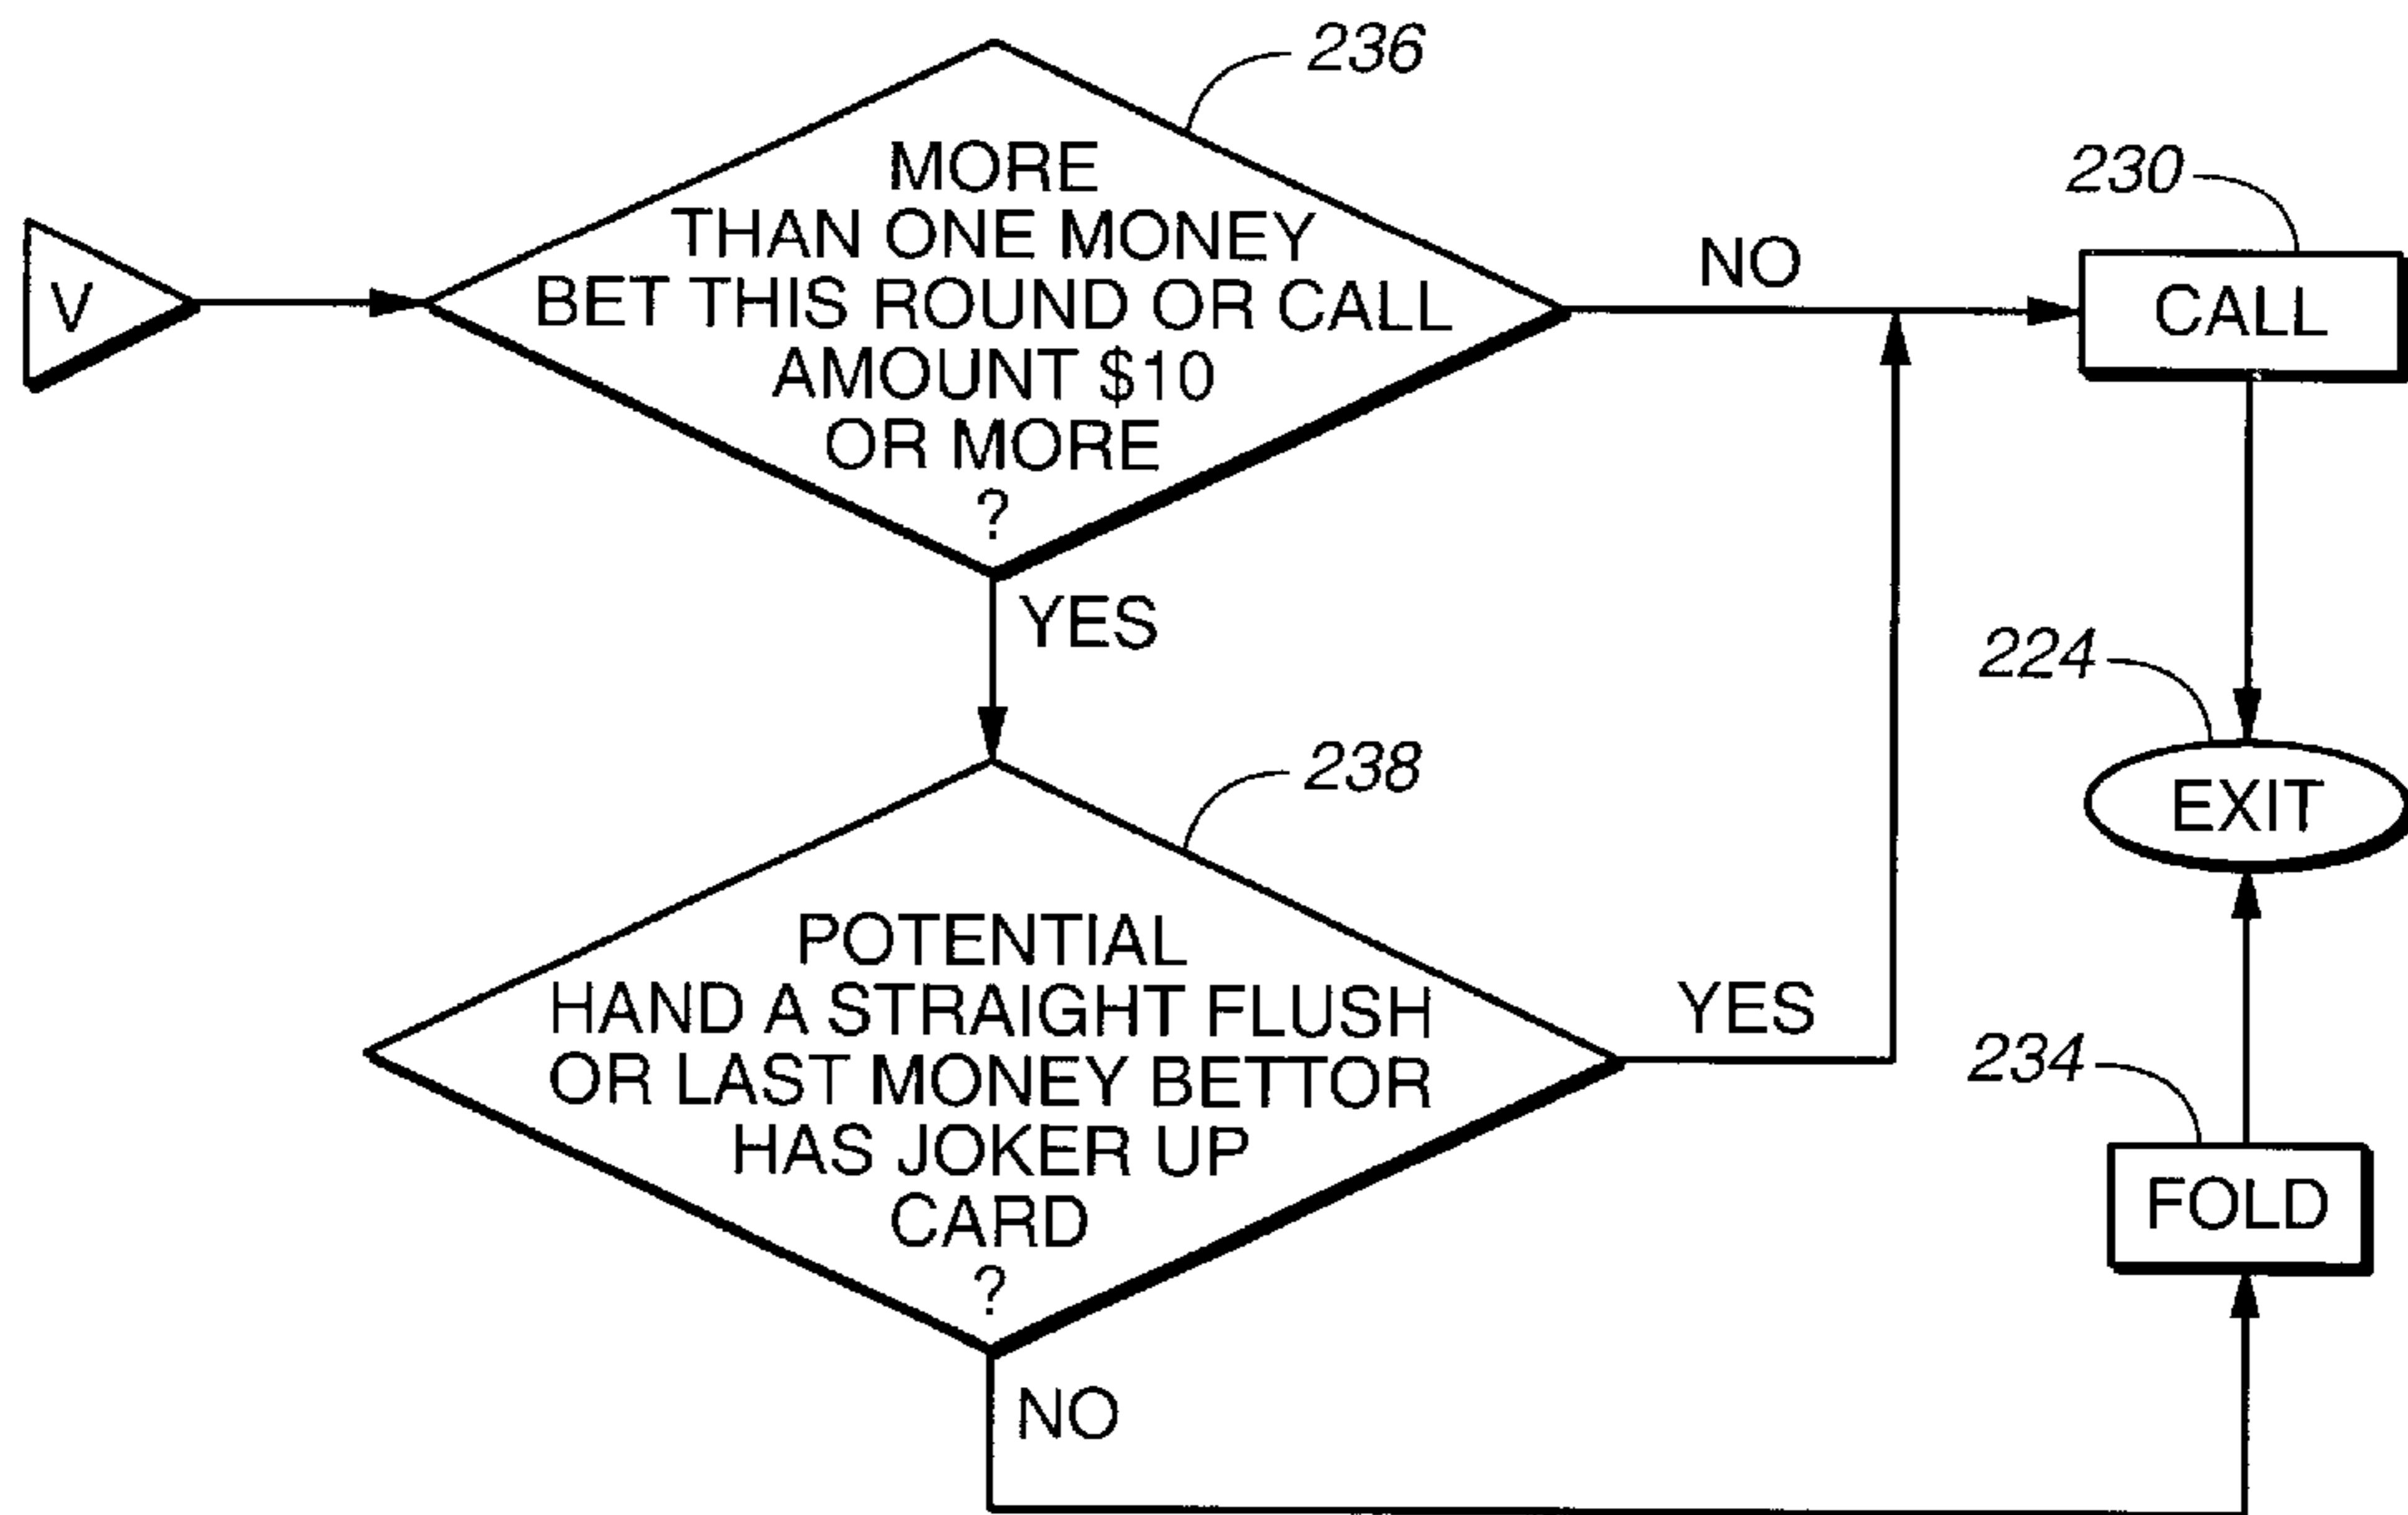 236
MORE
THAN ONE MONEY
BET THIS ROUND OR CALL
AMOUNT $10
OR MORE
?
V
NO
230
CALL
YES
224
EXIT
238
POTENTIAL
HAND A STRAIGHT FLUSH
OR LAST MONEY BETTOR
HAS JOKER UP
CARD
?
YES
234
FOLD
NO